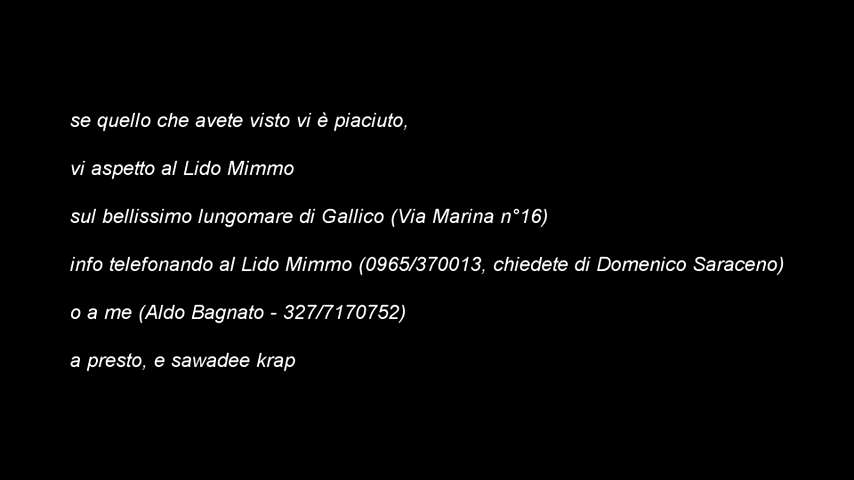 se quello che avete visto vi è piaciuto,
vi aspetto al Lido Mimmo
sul bellissimo lungomare di Gallico (Via Marina n°16)
info telefonando al Lido Mimmo (0965/370013, chiedete di Domenico Saraceno)
o a me (Aldo Bagnato - 327/7170752)
a presto, e sawadee krap